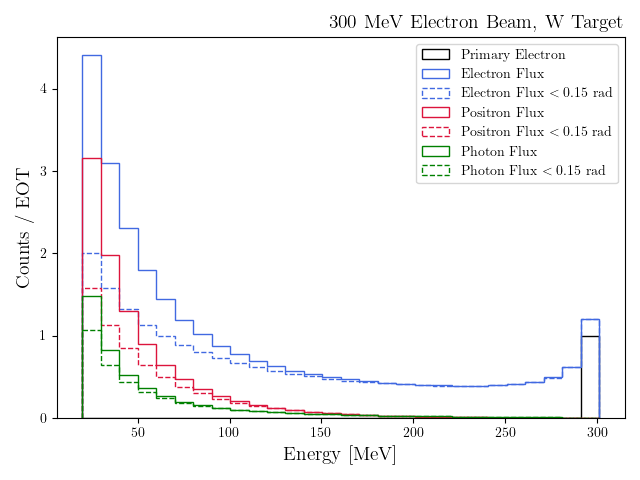 300 MeV Electron Beam, W Target
Primary Electron
Electron Flux
Electron Flux < 0.15 rad
Positron Flux
Positron Flux < 0.15 rad
Photon Flux
Photon Flux < 0.15 rad
Counts / EOT
4
3
2
1
0
50
100
150
200
250
300
Energy [MeV]